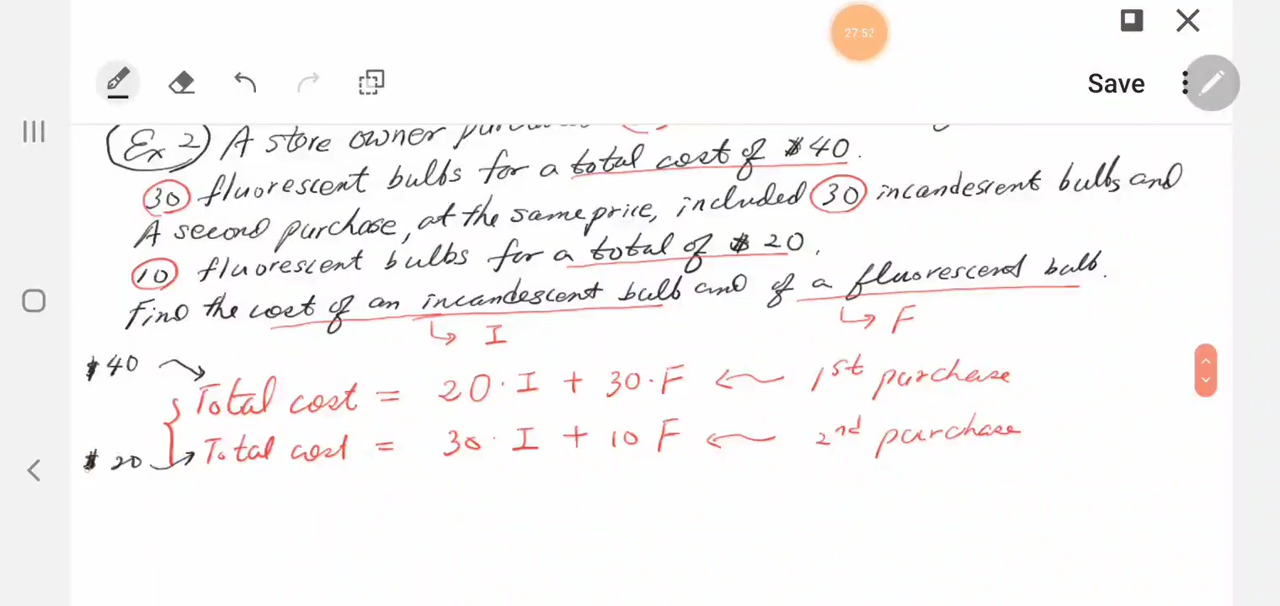 27:52
Save
(Ex 2) A store owner
30 fluorescent bulbs for a total cost of $40.
A second purchase, at the same price, included 30 incandescent bulbs and
10 fluorescent bulbs for a total of $20.
Find the cost of an incandescent bulb and of a fluorescend bulb.
↳ I ↳ F
$40
Total cost = 20·I + 30·F ← 1st purchase
Total cost = 30·I + 10 F ← 2nd purchase
$20